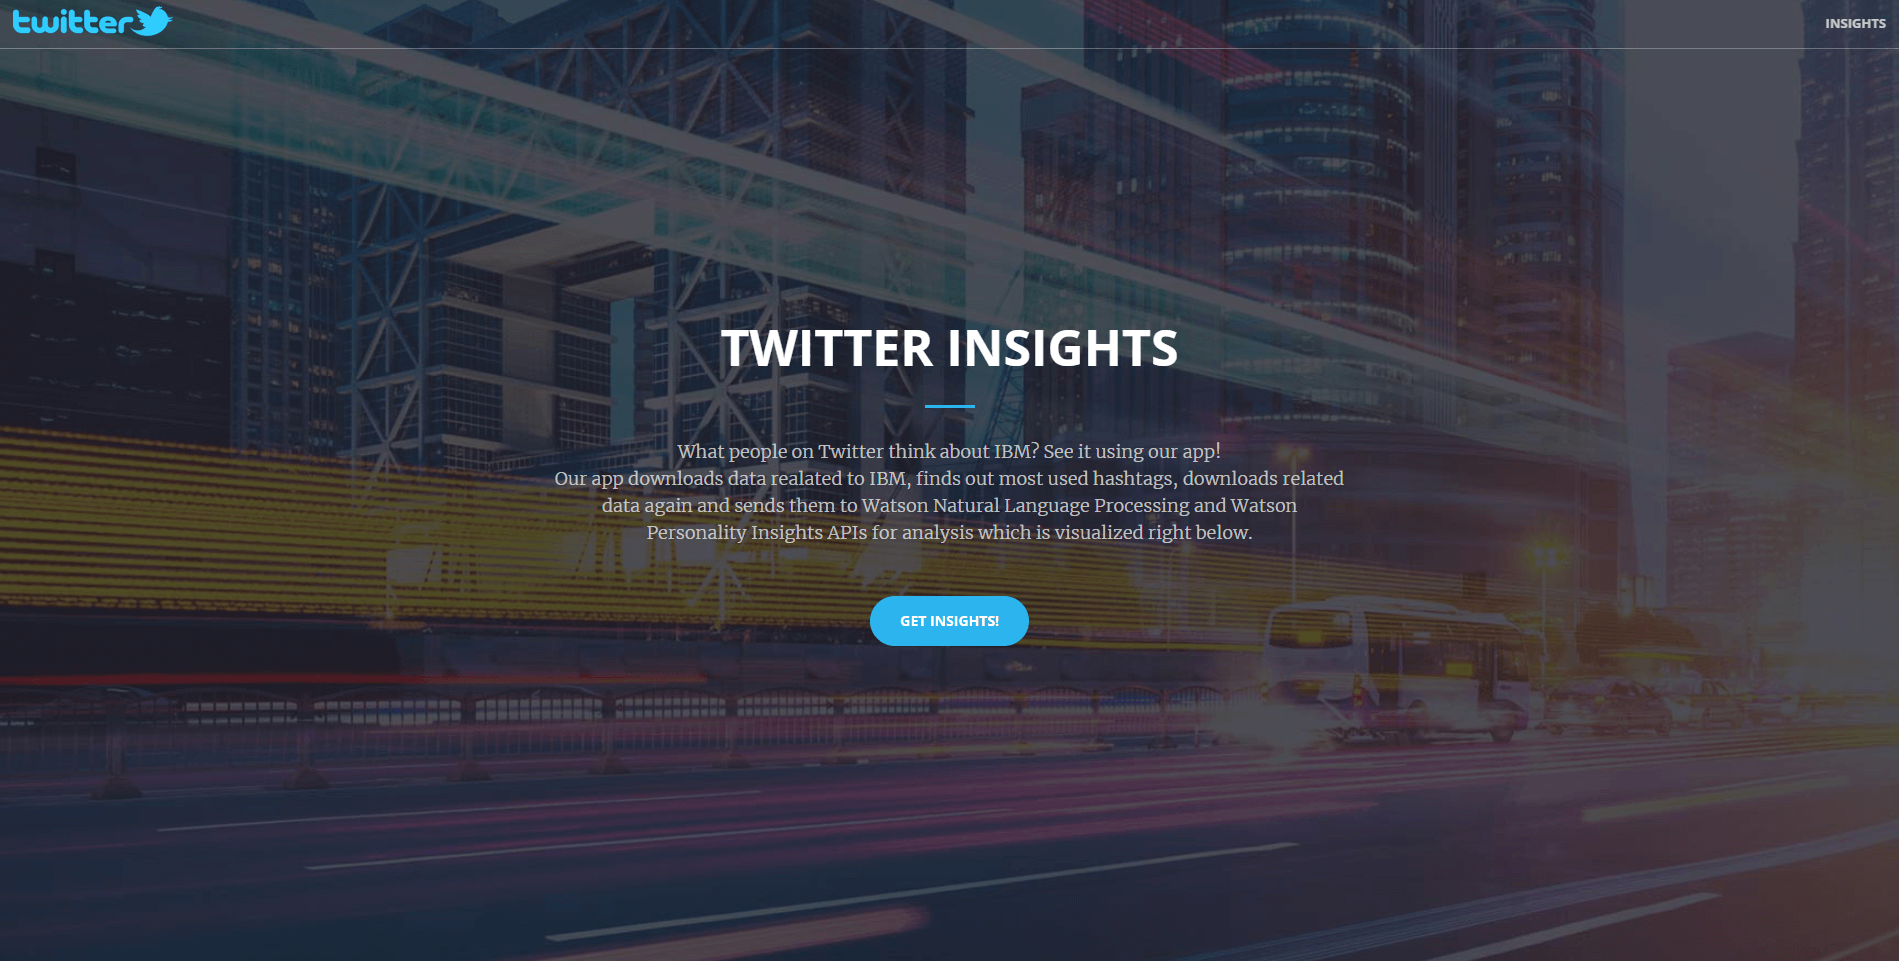 twitter
INSIGHTS
TWITTER INSIGHTS
What people on Twitter think about IBM? See it using our app!
Our app downloads data realated to IBM, finds out most used hashtags, downloads related
data again and sends them to Watson Natural Language Processing and Watson
Personality Insights APIs for analysis which is visualized right below.
GET INSIGHTS!